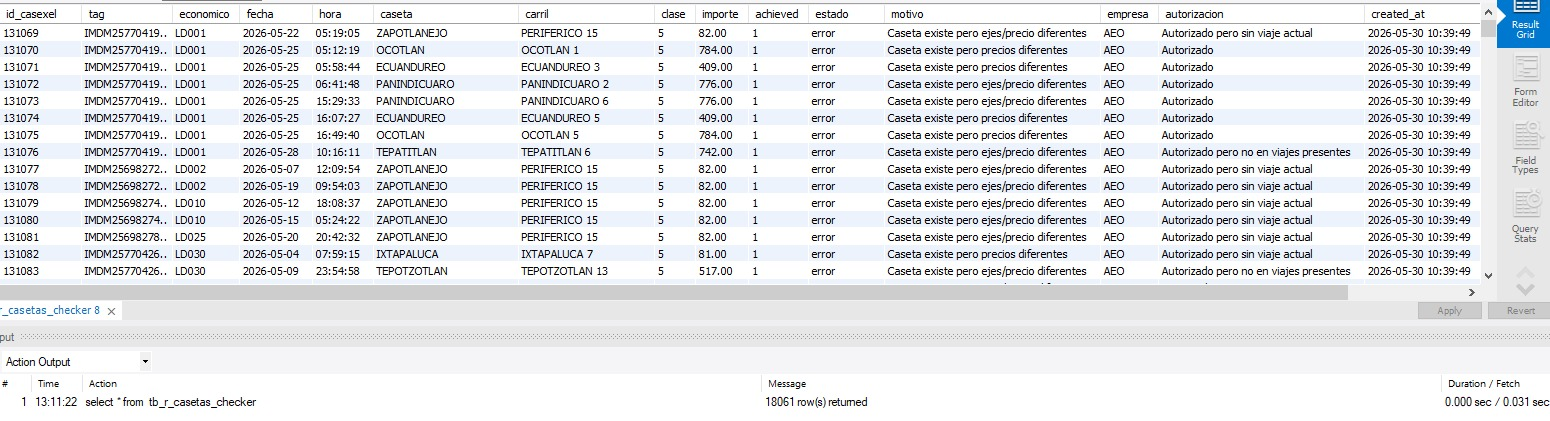 id_casexel tag economico fecha hora caseta carril clase importe achieved estado motivo empresa autorizacion created_at
131069 IMDM25770419.. LD001 2026-05-22 05:19:05 ZAPOTLANEJO PERIFERICO 15 5 82.00 1 error Caseta existe pero ejes/precio diferentes AEO Autorizado pero sin viaje actual 2026-05-30 10:39:49
131070 IMDM25770419.. LD001 2026-05-25 05:12:19 OCOTLAN OCOTLAN 1 5 784.00 1 error Caseta existe pero precios diferentes AEO Autorizado 2026-05-30 10:39:49
131071 IMDM25770419.. LD001 2026-05-25 05:58:44 ECUANDUREO ECUANDUREO 3 5 409.00 1 error Caseta existe pero precios diferentes AEO Autorizado 2026-05-30 10:39:49
131072 IMDM25770419.. LD001 2026-05-25 06:41:48 PANINDICUARO PANINDICUARO 2 5 776.00 1 error Caseta existe pero ejes/precio diferentes AEO Autorizado 2026-05-30 10:39:49
131073 IMDM25770419.. LD001 2026-05-25 15:29:33 PANINDICUARO PANINDICUARO 6 5 776.00 1 error Caseta existe pero ejes/precio diferentes AEO Autorizado 2026-05-30 10:39:49
131074 IMDM25770419.. LD001 2026-05-25 16:07:27 ECUANDUREO ECUANDUREO 5 5 409.00 1 error Caseta existe pero precios diferentes AEO Autorizado 2026-05-30 10:39:49
131075 IMDM25770419.. LD001 2026-05-25 16:49:40 OCOTLAN OCOTLAN 5 5 784.00 1 error Caseta existe pero precios diferentes AEO Autorizado 2026-05-30 10:39:49
131076 IMDM25770419.. LD001 2026-05-28 10:16:11 TEPATITLAN TEPATITLAN 6 5 742.00 1 error Caseta existe pero ejes/precio diferentes AEO Autorizado pero no en viajes presentes 2026-05-30 10:39:49
131077 IMDM25698272.. LD002 2026-05-07 12:09:54 ZAPOTLANEJO PERIFERICO 15 5 82.00 1 error Caseta existe pero ejes/precio diferentes AEO Autorizado pero sin viaje actual 2026-05-30 10:39:49
131078 IMDM25698272.. LD002 2026-05-19 09:54:03 ZAPOTLANEJO PERIFERICO 15 5 82.00 1 error Caseta existe pero ejes/precio diferentes AEO Autorizado pero sin viaje actual 2026-05-30 10:39:49
131079 IMDM25698274.. LD010 2026-05-12 18:08:37 ZAPOTLANEJO PERIFERICO 15 5 82.00 1 error Caseta existe pero ejes/precio diferentes AEO Autorizado pero sin viaje actual 2026-05-30 10:39:49
131080 IMDM25698274.. LD010 2026-05-15 05:24:22 ZAPOTLANEJO PERIFERICO 15 5 82.00 1 error Caseta existe pero ejes/precio diferentes AEO Autorizado pero sin viaje actual 2026-05-30 10:39:49
131081 IMDM25698278.. LD025 2026-05-20 20:42:32 ZAPOTLANEJO PERIFERICO 15 5 82.00 1 error Caseta existe pero ejes/precio diferentes AEO Autorizado pero sin viaje actual 2026-05-30 10:39:49
131082 IMDM25770426.. LD030 2026-05-04 07:59:15 IXTAPALUCA IXTAPALUCA 7 5 81.00 1 error Caseta existe pero precios diferentes AEO Autorizado pero sin viaje actual 2026-05-30 10:39:49
131083 IMDM25770426.. LD030 2026-05-09 23:54:58 TEPOTZOTLAN TEPOTZOTLAN 13 5 517.00 1 error Caseta existe pero ejes/precio diferentes AEO Autorizado pero no en viajes presentes 2026-05-30 10:39:49
Result
Grid
Form
Editor
Field
Types
Query
Stats
r_casetas_checker 8
Apply Revert
put
Action Output
# Time Action Message Duration / Fetch
1 13:11:22 select * from tb_r_casetas_checker 18061 row(s) returned 0.000 sec / 0.031 sec